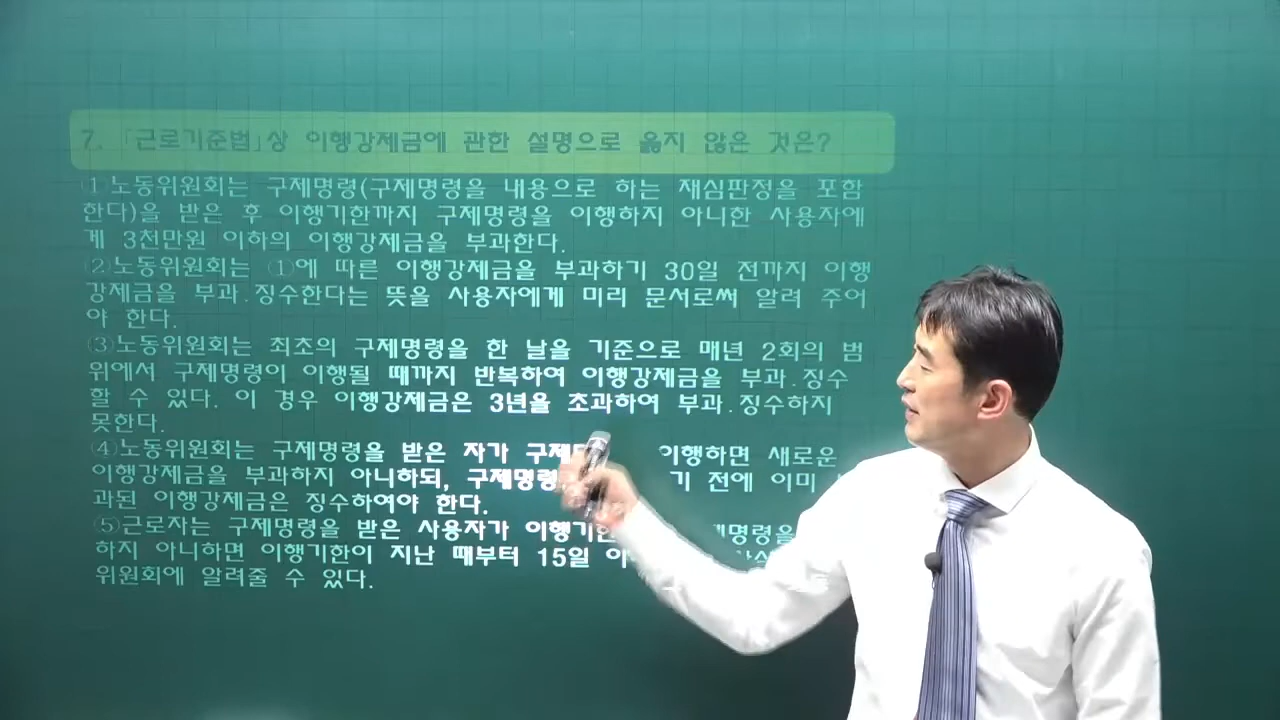 7. 「근로기준법」상 이행강제금에 관한 설명으로 옳지 않은 것은?
①노동위원회는 구제명령(구제명령을 내용으로 하는 재심판정을 포함
한다)을 받은 후 이행기한까지 구제명령을 이행하지 아니한 사용자에
게 3천만원 이하의 이행강제금을 부과한다.
②노동위원회는 ①에 따른 이행강제금을 부과하기 30일 전까지 이행
강제금을 부과.징수한다는 뜻을 사용자에게 미리 문서로써 알려 주어
야 한다.
③노동위원회는 최초의 구제명령을 한 날을 기준으로 매년 2회의 범
위에서 구제명령이 이행될 때까지 반복하여 이행강제금을 부과.징수
할 수 있다. 이 경우 이행강제금은 3년을 초과하여 부과.징수하지
못한다.
④노동위원회는 구제명령을 받은 자가 이행하면 새로운
이행강제금을 부과하지 아니하되, 구제명령 기 전에 이미
과된 이행강제금은 징수하여야 한다.
⑤근로자는 구제명령을 받은 사용자가
하지 아니하면 이행기한이 지난 때부터 15일
위원회에 알려줄 수 있다.